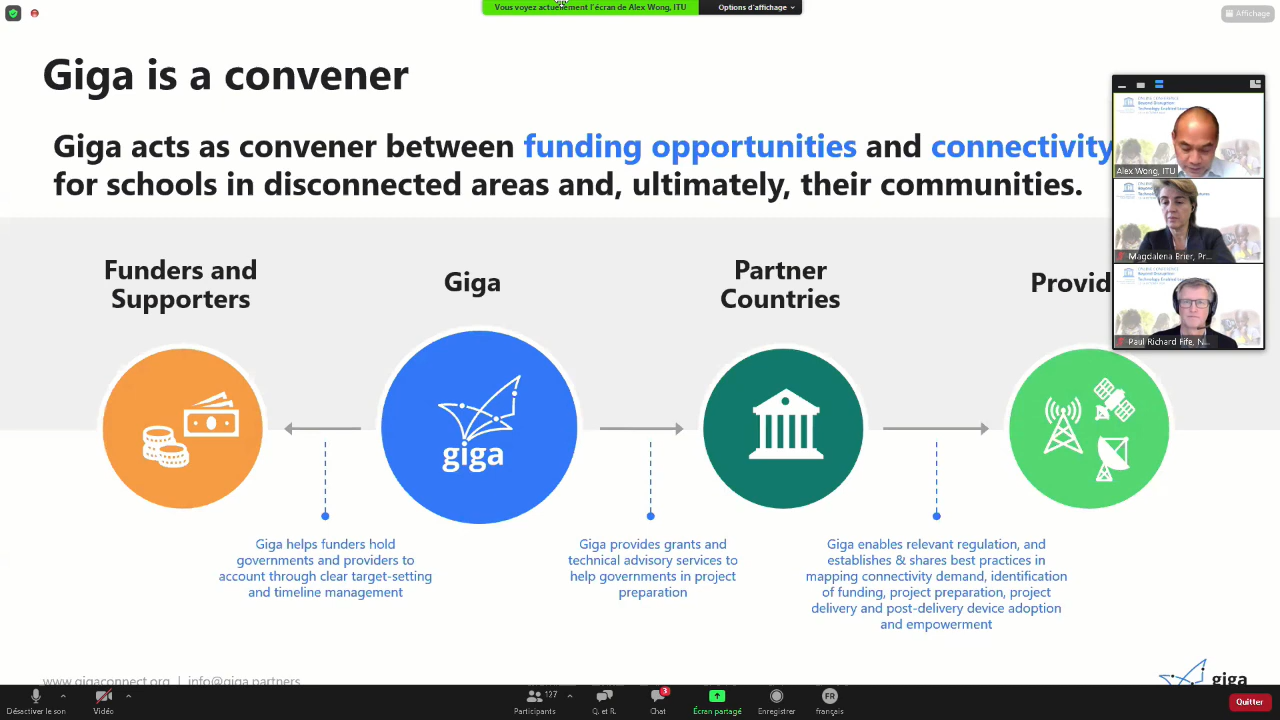 Vous voyez actuellement l'écran de Alex Wong, ITU
Options d'affichage
Affichage
Giga is a convener
Giga acts as convener between funding opportunities and connectivity
for schools in disconnected areas and, ultimately, their communities.
Alex Wong, ITU
Magdalena Brier, Pr...
Paul Richard Fife, N...
Funders and
Supporters
Giga
Partner
Countries
Provid
giga
Giga helps funders hold
governments and providers to
account through clear target-setting
and timeline management
Giga provides grants and
technical advisory services to
help governments in project
preparation
Giga enables relevant regulation, and
establishes & shares best practices in
mapping connectivity demand, identification
of funding, project preparation, project
delivery and post-delivery device adoption
and empowerment
www.gigaconnect.org | info@giga.partners
giga
Désactiver le son
Vidéo
127
Participants
Q. et R.
3
Chat
Écran partagé
Enregistrer
FR
français
Quitter